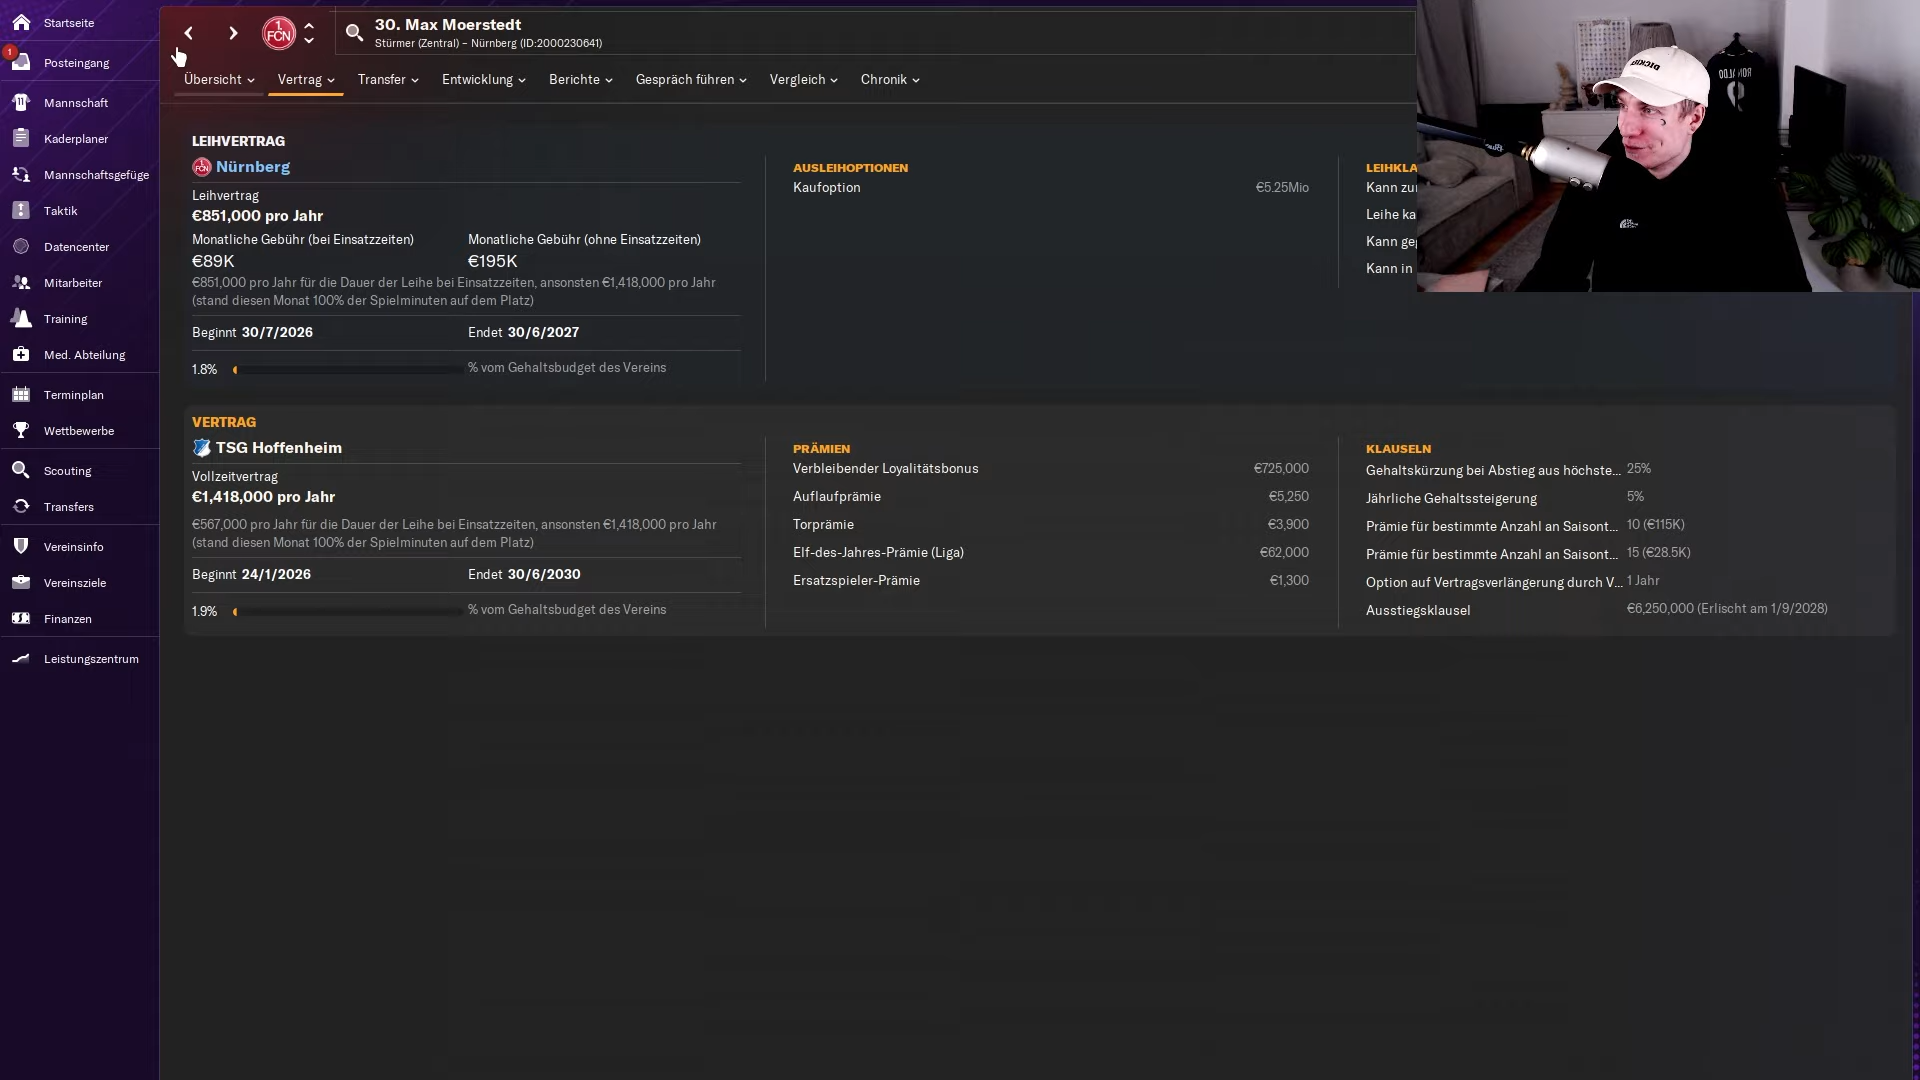 Startseite
1
Posteingang
Mannschaft
Kaderplaner
Mannschaftsgefüge
Taktik
Datencenter
Mitarbeiter
Training
Med. Abteilung
Terminplan
Wettbewerbe
Scouting
Transfers
Vereinsinfo
Vereinsziele
Finanzen
Leistungszentrum
1. FCN
30. Max Moerstedt
Stürmer (Zentral) – Nürnberg (ID:2000230641)
Übersicht
Vertrag
Transfer
Entwicklung
Berichte
Gespräch führen
Vergleich
Chronik
LEIHVERTRAG
Nürnberg
Leihvertrag
€851,000 pro Jahr
Monatliche Gebühr (bei Einsatzzeiten) Monatliche Gebühr (ohne Einsatzzeiten)
€89K €195K
€851,000 pro Jahr für die Dauer der Leihe bei Einsatzzeiten, ansonsten €1,418,000 pro Jahr
(stand diesen Monat 100% der Spielminuten auf dem Platz)
Beginnt 30/7/2026 Endet 30/6/2027
1.8% % vom Gehaltsbudget des Vereins
AUSLEIHOPTIONEN
Kaufoption €5.25Mio
LEIHKLA
Kann zu
Leihe ka
Kann ge
Kann in
VERTRAG
TSG Hoffenheim
Vollzeitvertrag
€1,418,000 pro Jahr
€567,000 pro Jahr für die Dauer der Leihe bei Einsatzzeiten, ansonsten €1,418,000 pro Jahr
(stand diesen Monat 100% der Spielminuten auf dem Platz)
Beginnt 24/1/2026 Endet 30/6/2030
1.9% % vom Gehaltsbudget des Vereins
PRÄMIEN
Verbleibender Loyalitätsbonus €725,000
Auflaufprämie €5,250
Torprämie €3,900
Elf-des-Jahres-Prämie (Liga) €62,000
Ersatzspieler-Prämie €1,300
KLAUSELN
Gehaltskürzung bei Abstieg aus höchste... 25%
Jährliche Gehaltssteigerung 5%
Prämie für bestimmte Anzahl an Saisont... 10 (€115K)
Prämie für bestimmte Anzahl an Saisont... 15 (€28.5K)
Option auf Vertragsverlängerung durch V... 1 Jahr
Ausstiegsklausel €6,250,000 (Erlischt am 1/9/2028)